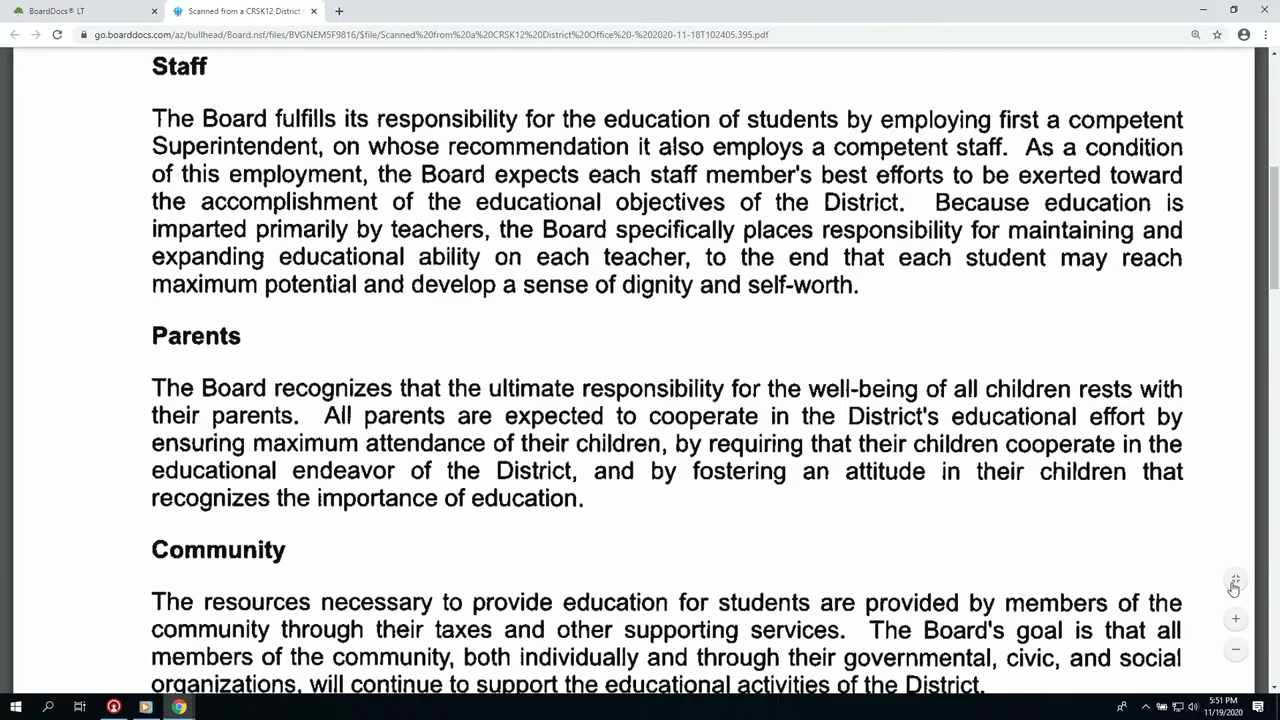 BoardDocs® LT
Scanned from a CRSK12 District
go.boarddocs.com/az/bullhead/Board.nsf/files/BVGNEM5F9816/$file/Scanned%20from%20a%20CRSK12%20District%20Office%20-%202020-11-18T102405.395.pdf
Staff
The Board fulfills its responsibility for the education of students by employing first a competent
Superintendent, on whose recommendation it also employs a competent staff. As a condition
of this employment, the Board expects each staff member's best efforts to be exerted toward
the accomplishment of the educational objectives of the District. Because education is
imparted primarily by teachers, the Board specifically places responsibility for maintaining and
expanding educational ability on each teacher, to the end that each student may reach
maximum potential and develop a sense of dignity and self-worth.
Parents
The Board recognizes that the ultimate responsibility for the well-being of all children rests with
their parents. All parents are expected to cooperate in the District's educational effort by
ensuring maximum attendance of their children, by requiring that their children cooperate in the
educational endeavor of the District, and by fostering an attitude in their children that
recognizes the importance of education.
Community
The resources necessary to provide education for students are provided by members of the
community through their taxes and other supporting services. The Board's goal is that all
members of the community, both individually and through their governmental, civic, and social
organizations, will continue to support the educational activities of the District.
5:51 PM
11/19/2020